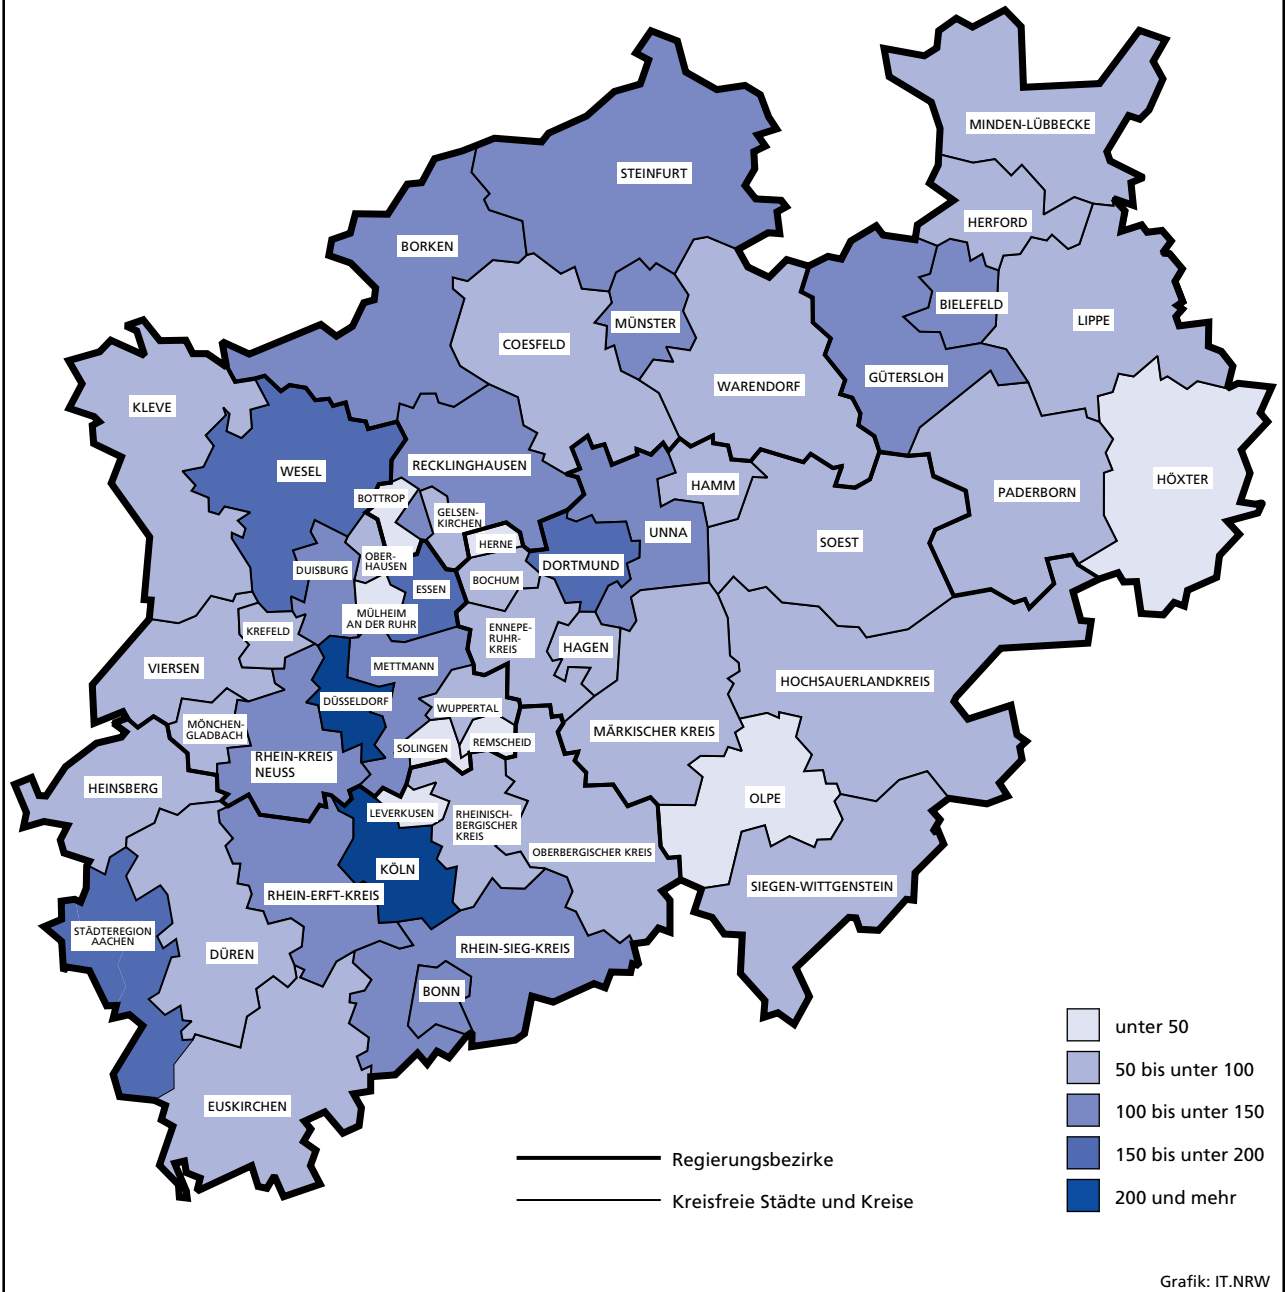 MINDEN-LÜBBECKE
STEINFURT
HERFORD
BORKEN
BIELEFELD
LIPPE
MÜNSTER
COESFELD
GÜTERSLOH
WARENDORF
KLEVE
RECKLINGHAUSEN
WESEL
HÖXTER
HAMM
PADERBORN
BOTTROP
GELSEN-
KIRCHEN
UNNA
SOEST
HERNE
OBER-
HAUSEN
DORTMUND
DUISBURG
BOCHUM
ESSEN
MÜLHEIM
AN DER RUHR
KREFELD
ENNEPE-
RUHR-
KREIS
HAGEN
VIERSEN
METTMANN
HOCHSAUERLANDKREIS
DÜSSELDORF
WUPPERTAL
MÖNCHEN-
GLADBACH
MÄRKISCHER KREIS
SOLINGEN
REMSCHEID
RHEIN-KREIS
NEUSS
HEINSBERG
OLPE
LEVERKUSEN
RHEINISCH-
BERGISCHER
KREIS
OBERBERGISCHER KREIS
KÖLN
SIEGEN-WITTGENSTEIN
RHEIN-ERFT-KREIS
STÄDTEREGION
AACHEN
DÜREN
RHEIN-SIEG-KREIS
BONN
EUSKIRCHEN
unter 50
50 bis unter 100
100 bis unter 150
150 bis unter 200
200 und mehr
Regierungsbezirke
Kreisfreie Städte und Kreise
Grafik: IT.NRW